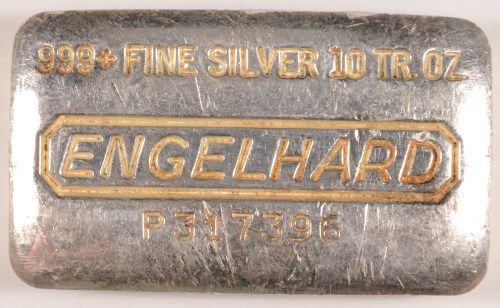 999+ FINE SILVER 10 TR. OZ
ENGELHARD
P317396